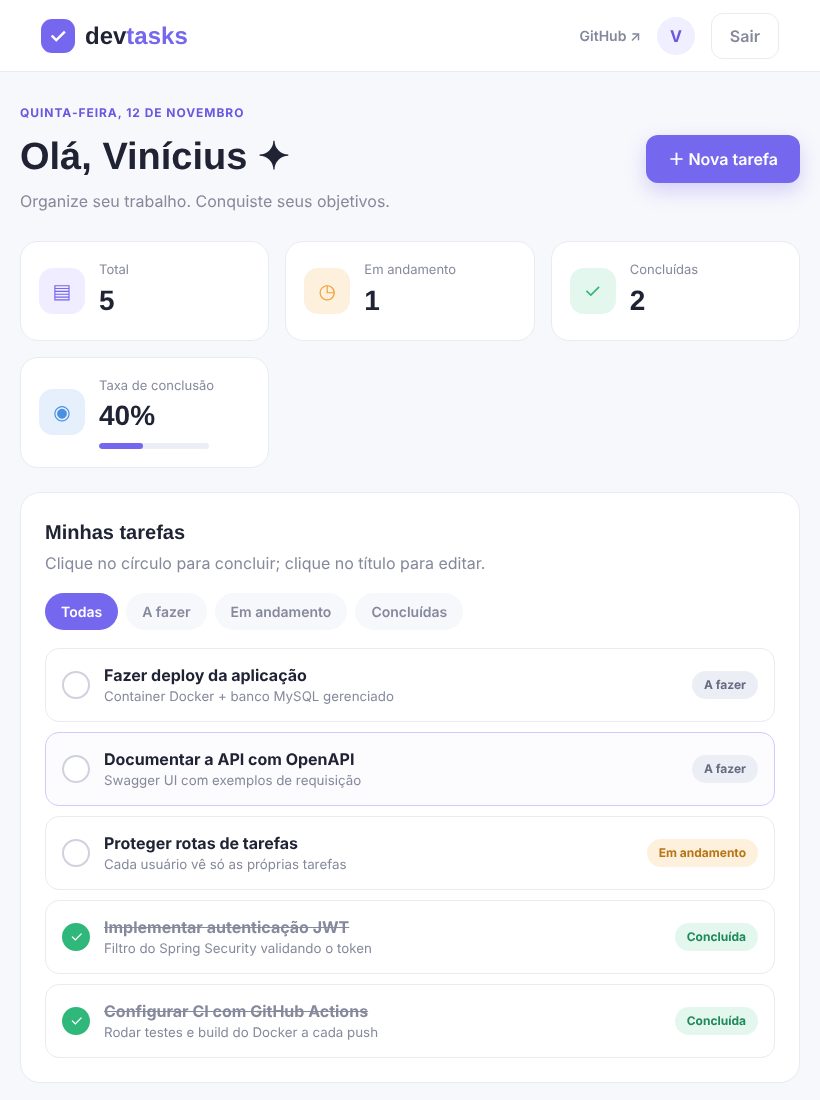 devtasks
GitHub ↗
V
Sair
QUINTA-FEIRA, 12 DE NOVEMBRO
Olá, Vinícius ✦
+ Nova tarefa
Organize seu trabalho. Conquiste seus objetivos.
Total
5
Em andamento
1
Concluídas
2
Taxa de conclusão
40%
Minhas tarefas
Clique no círculo para concluir; clique no título para editar.
Todas
A fazer
Em andamento
Concluídas
Fazer deploy da aplicação
Container Docker + banco MySQL gerenciado
A fazer
Documentar a API com OpenAPI
Swagger UI com exemplos de requisição
A fazer
Proteger rotas de tarefas
Cada usuário vê só as próprias tarefas
Em andamento
Implementar autenticação JWT
Filtro do Spring Security validando o token
Concluída
Configurar CI com GitHub Actions
Rodar testes e build do Docker a cada push
Concluída